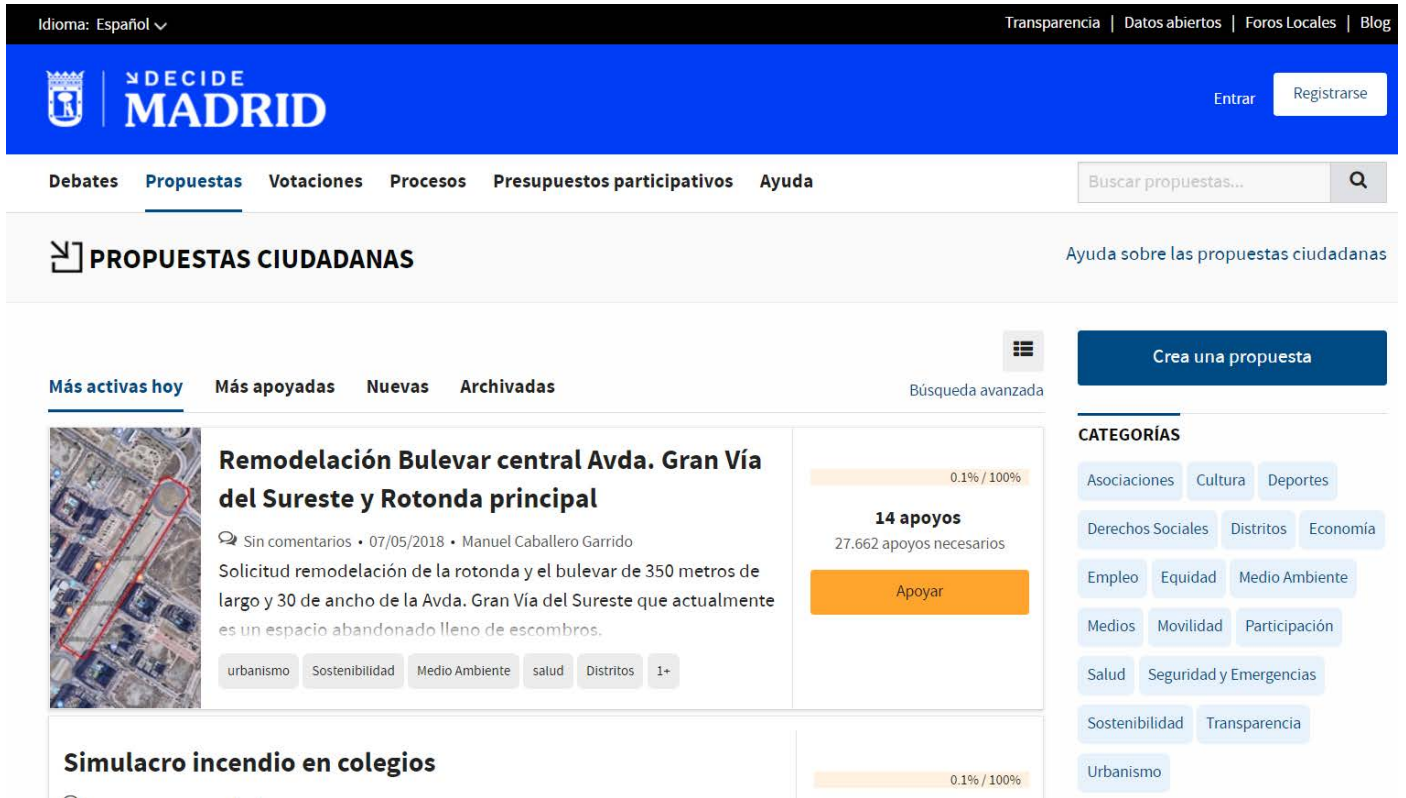 Idioma: Español
Transparencia | Datos abiertos | Foros Locales | Blog
DECIDE
MADRID
Entrar
Registrarse
Debates Propuestas Votaciones Procesos Presupuestos participativos Ayuda
Buscar propuestas...
PROPUESTAS CIUDADANAS
Ayuda sobre las propuestas ciudadanas
Más activas hoy Más apoyadas Nuevas Archivadas
Búsqueda avanzada
Remodelación Bulevar central Avda. Gran Vía
del Sureste y Rotonda principal
Sin comentarios • 07/05/2018 • Manuel Caballero Garrido
Solicitud remodelación de la rotonda y el bulevar de 350 metros de
largo y 30 de ancho de la Avda. Gran Vía del Sureste que actualmente
es un espacio abandonado lleno de escombros.
urbanismo Sostenibilidad Medio Ambiente salud Distritos 1+
0.1% / 100%
14 apoyos
27.662 apoyos necesarios
Apoyar
Simulacro incendio en colegios
0.1% / 100%
Crea una propuesta
CATEGORÍAS
Asociaciones Cultura Deportes
Derechos Sociales Distritos Economía
Empleo Equidad Medio Ambiente
Medios Movilidad Participación
Salud Seguridad y Emergencias
Sostenibilidad Transparencia
Urbanismo